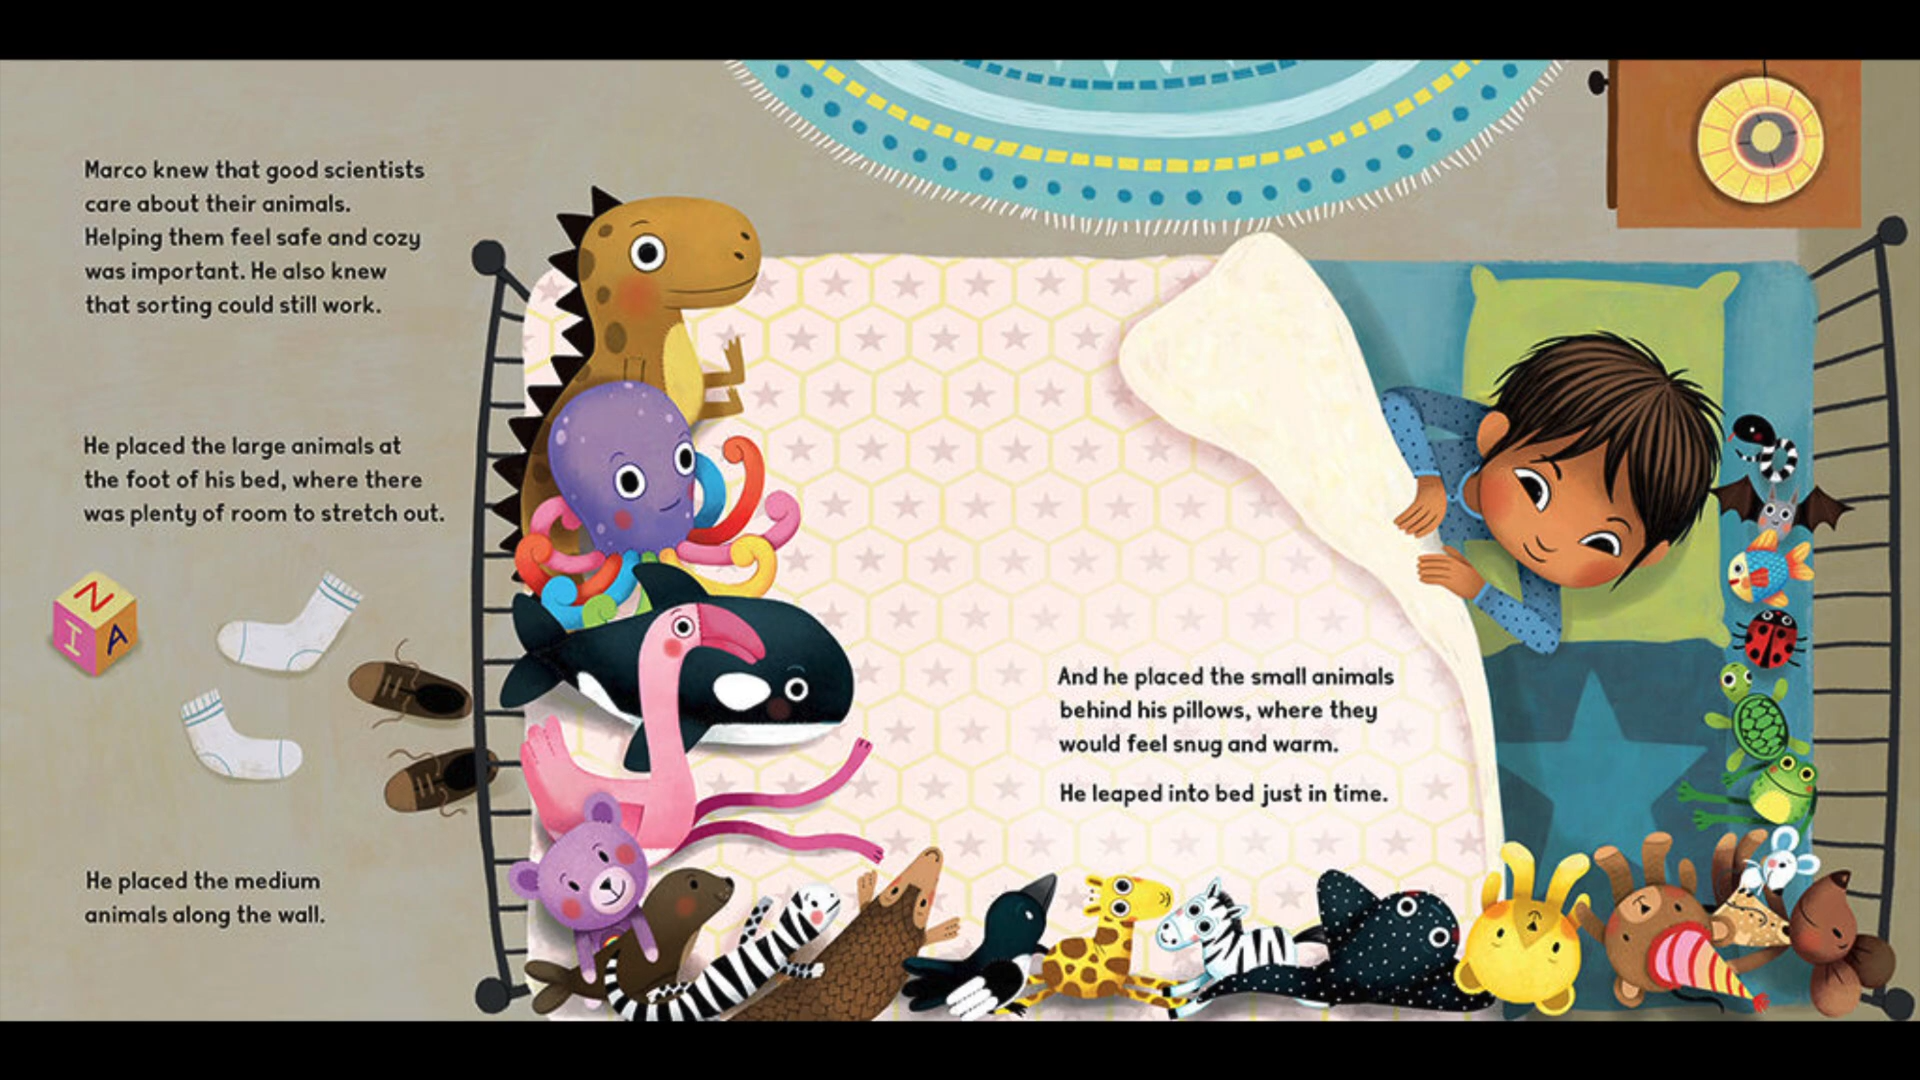 Marco knew that good scientists
care about their animals.
Helping them feel safe and cozy
was important. He also knew
that sorting could still work.
He placed the large animals at
the foot of his bed, where there
was plenty of room to stretch out.
N
I A
He placed the medium
animals along the wall.
And he placed the small animals
behind his pillows, where they
would feel snug and warm.
He leaped into bed just in time.